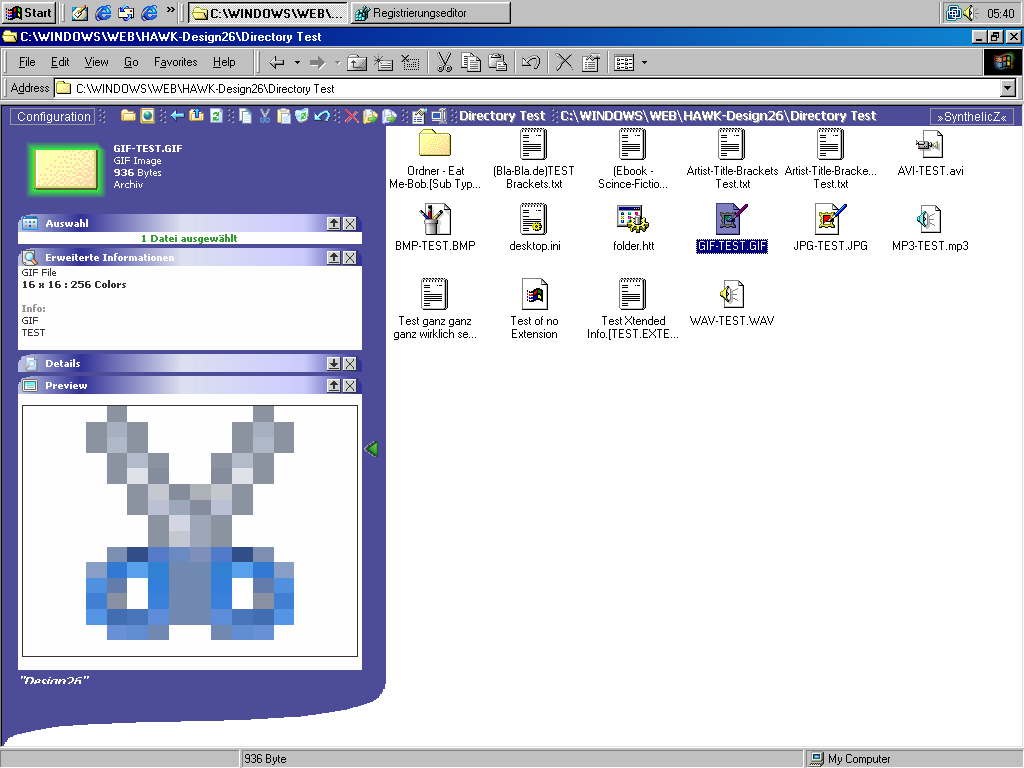 Start
C:\WINDOWS\WEB\...
Registrierungseditor
05:40
C:\WINDOWS\WEB\HAWK-Design26\Directory Test
File Edit View Go Favorites Help
Address C:\WINDOWS\WEB\HAWK-Design26\Directory Test
Configuration
Directory Test
C:\WINDOWS\WEB\HAWK-Design26\Directory Test
»SyntheticZ«
GIF-TEST.GIF
GIF Image
936 Bytes
Archiv
Auswahl
1 Datei ausgewählt
Erweiterte Informationen
GIF File
16 x 16 : 256 Colors
Info:
GIF
TEST
Details
Preview
"Design26"
Ordner - Eat
Me-Bob.[Sub Typ...
(Bla-Bla.de)TEST
Brackets.txt
(Ebook -
Scince-Fictio...
Artist-Title-Brackets
Test.txt
Artist-Title-Bracke...
Test.txt
AVI-TEST.avi
BMP-TEST.BMP
desktop.ini
folder.htt
GIF-TEST.GIF
JPG-TEST.JPG
MP3-TEST.mp3
Test ganz ganz
ganz wirklich se...
Test of no
Extension
Test Xtended
Info.[TEST.EXTE...
WAV-TEST.WAV
936 Byte
My Computer